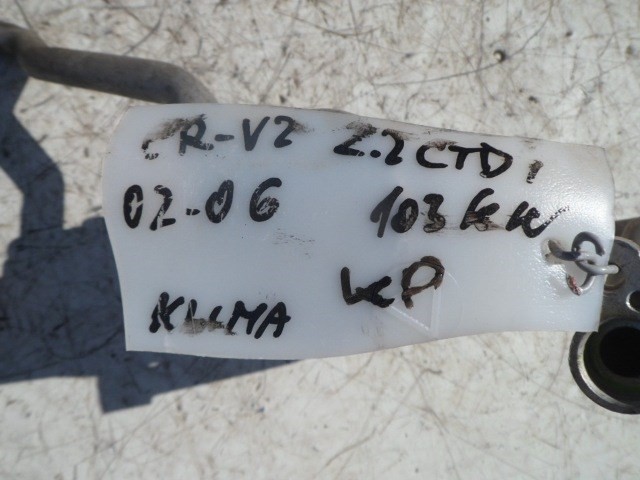 CR-V2 2.2CTDi
02-06 103kw
KLIMA KP